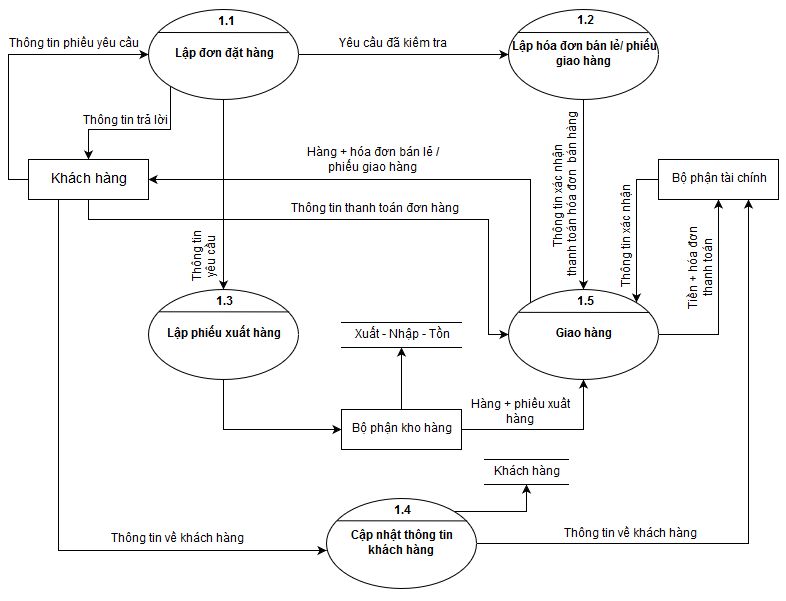 1.1
Lập đơn đặt hàng
1.2
Lập hóa đơn bán lẻ/ phiếu
giao hàng
Thông tin phiếu yêu cầu
Yêu cầu đã kiểm tra
Thông tin trả lời
Hàng + hóa đơn bán lẻ /
phiếu giao hàng
Thông tin xác nhận
thanh toán hóa đơn bán hàng
Khách hàng
Bộ phận tài chính
Thông tin thanh toán đơn hàng
Thông tin xác nhận
Thông tin
yêu cầu
Tiền + hóa đơn
thanh toán
1.3
Lập phiếu xuất hàng
1.5
Giao hàng
Xuất - Nhập - Tồn
Hàng + phiếu xuất
hàng
Bộ phận kho hàng
Khách hàng
1.4
Cập nhật thông tin
khách hàng
Thông tin về khách hàng
Thông tin về khách hàng